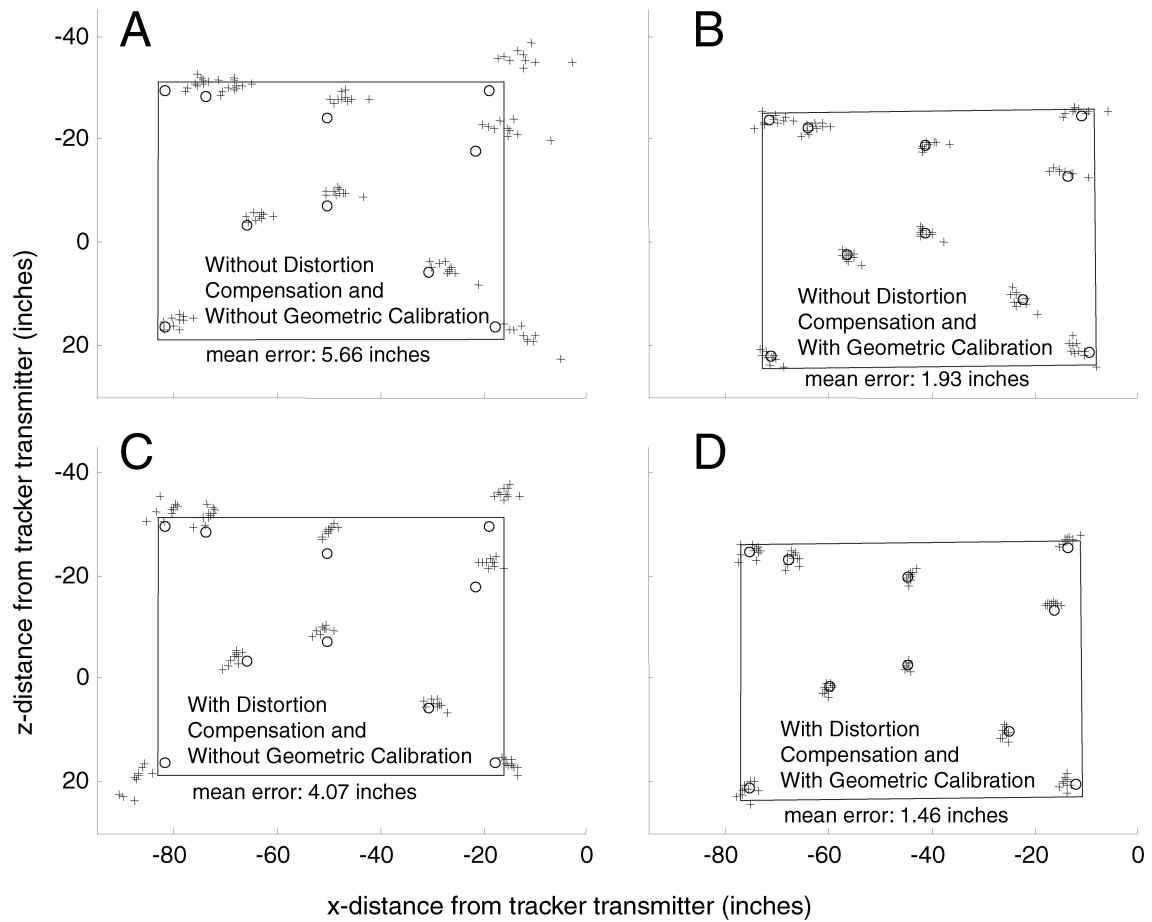 A
B
-40
-20
0
20
Without Distortion
Compensation and
Without Geometric Calibration
mean error: 5.66 inches
Without Distortion
Compensation and
With Geometric Calibration
mean error: 1.93 inches
z-distance from tracker transmitter (inches)
C
D
-40
-20
0
20
With Distortion
Compensation and
Without Geometric Calibration
mean error: 4.07 inches
With Distortion
Compensation and
With Geometric Calibration
mean error: 1.46 inches
-80 -60 -40 -20 0
-80 -60 -40 -20 0
x-distance from tracker transmitter (inches)